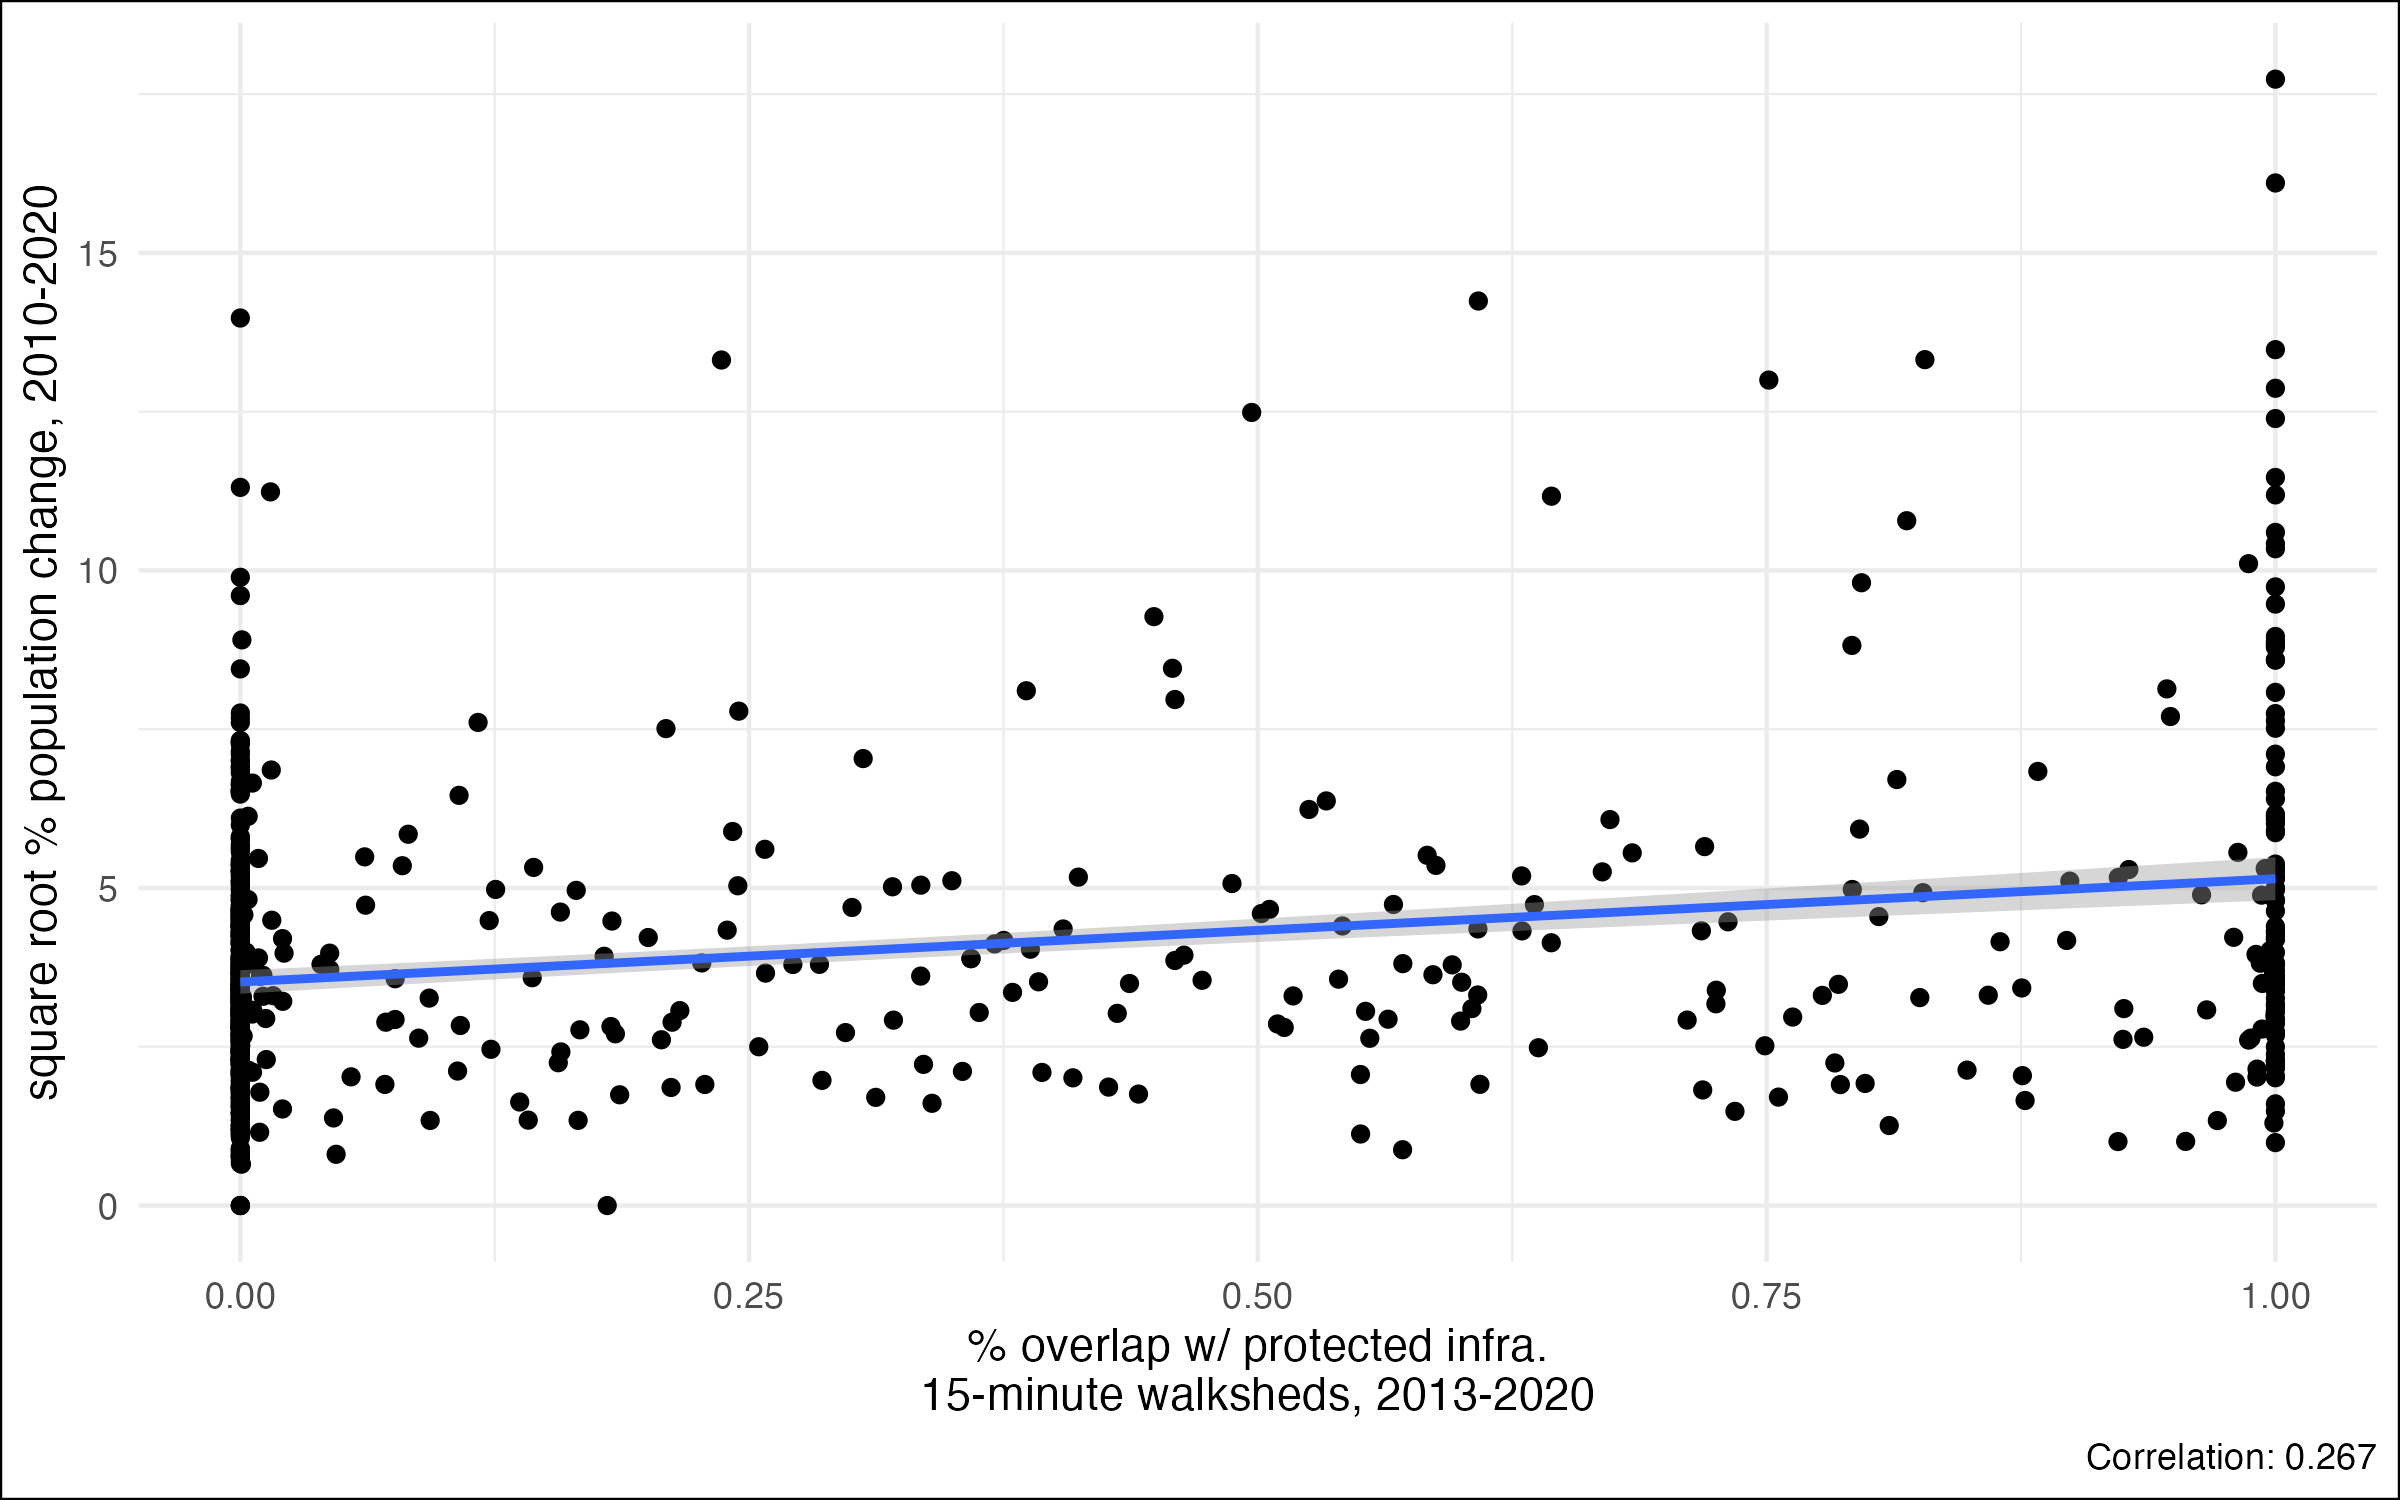 square root % population change, 2010-2020
15
10
5
0
0.00
0.25
0.50
0.75
1.00
% overlap w/ protected infra.
15-minute walksheds, 2013-2020
Correlation: 0.267